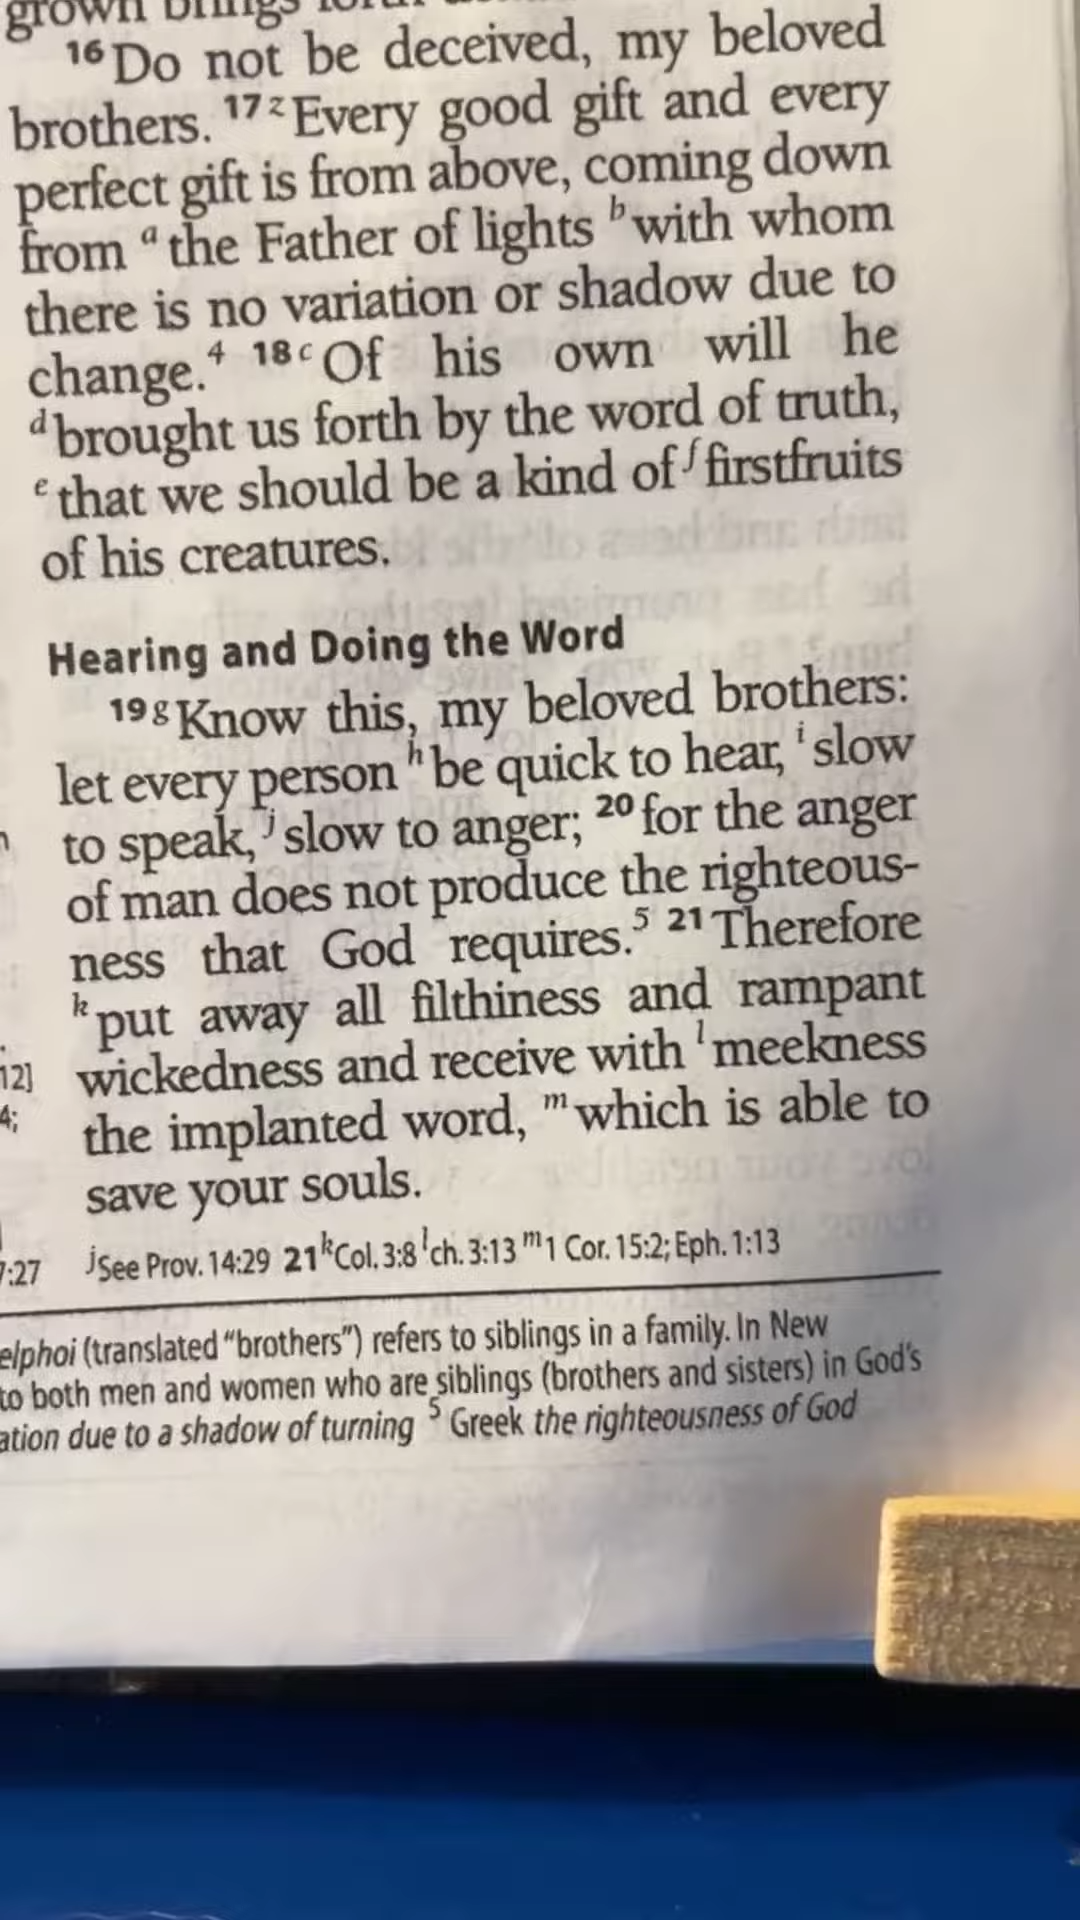 grown brings forth
16 Do not be deceived, my beloved
brothers. 17 z Every good gift and every
perfect gift is from above, coming down
from a the Father of lights b with whom
there is no variation or shadow due to
change.4 18 c Of his own will he
d brought us forth by the word of truth,
e that we should be a kind of f firstfruits
of his creatures.
Hearing and Doing the Word
19 g Know this, my beloved brothers:
let every person h be quick to hear, i slow
to speak, j slow to anger; 20 for the anger
of man does not produce the righteous-
ness that God requires.5 21 Therefore
k put away all filthiness and rampant
12] wickedness and receive with l meekness
4; the implanted word, m which is able to
save your souls.
7:27 j See Prov. 14:29 21 k Col. 3:8 l ch. 3:13 m 1 Cor. 15:2; Eph. 1:13
elphoi (translated “brothers”) refers to siblings in a family. In New
to both men and women who are siblings (brothers and sisters) in God's
ation due to a shadow of turning 5 Greek the righteousness of God